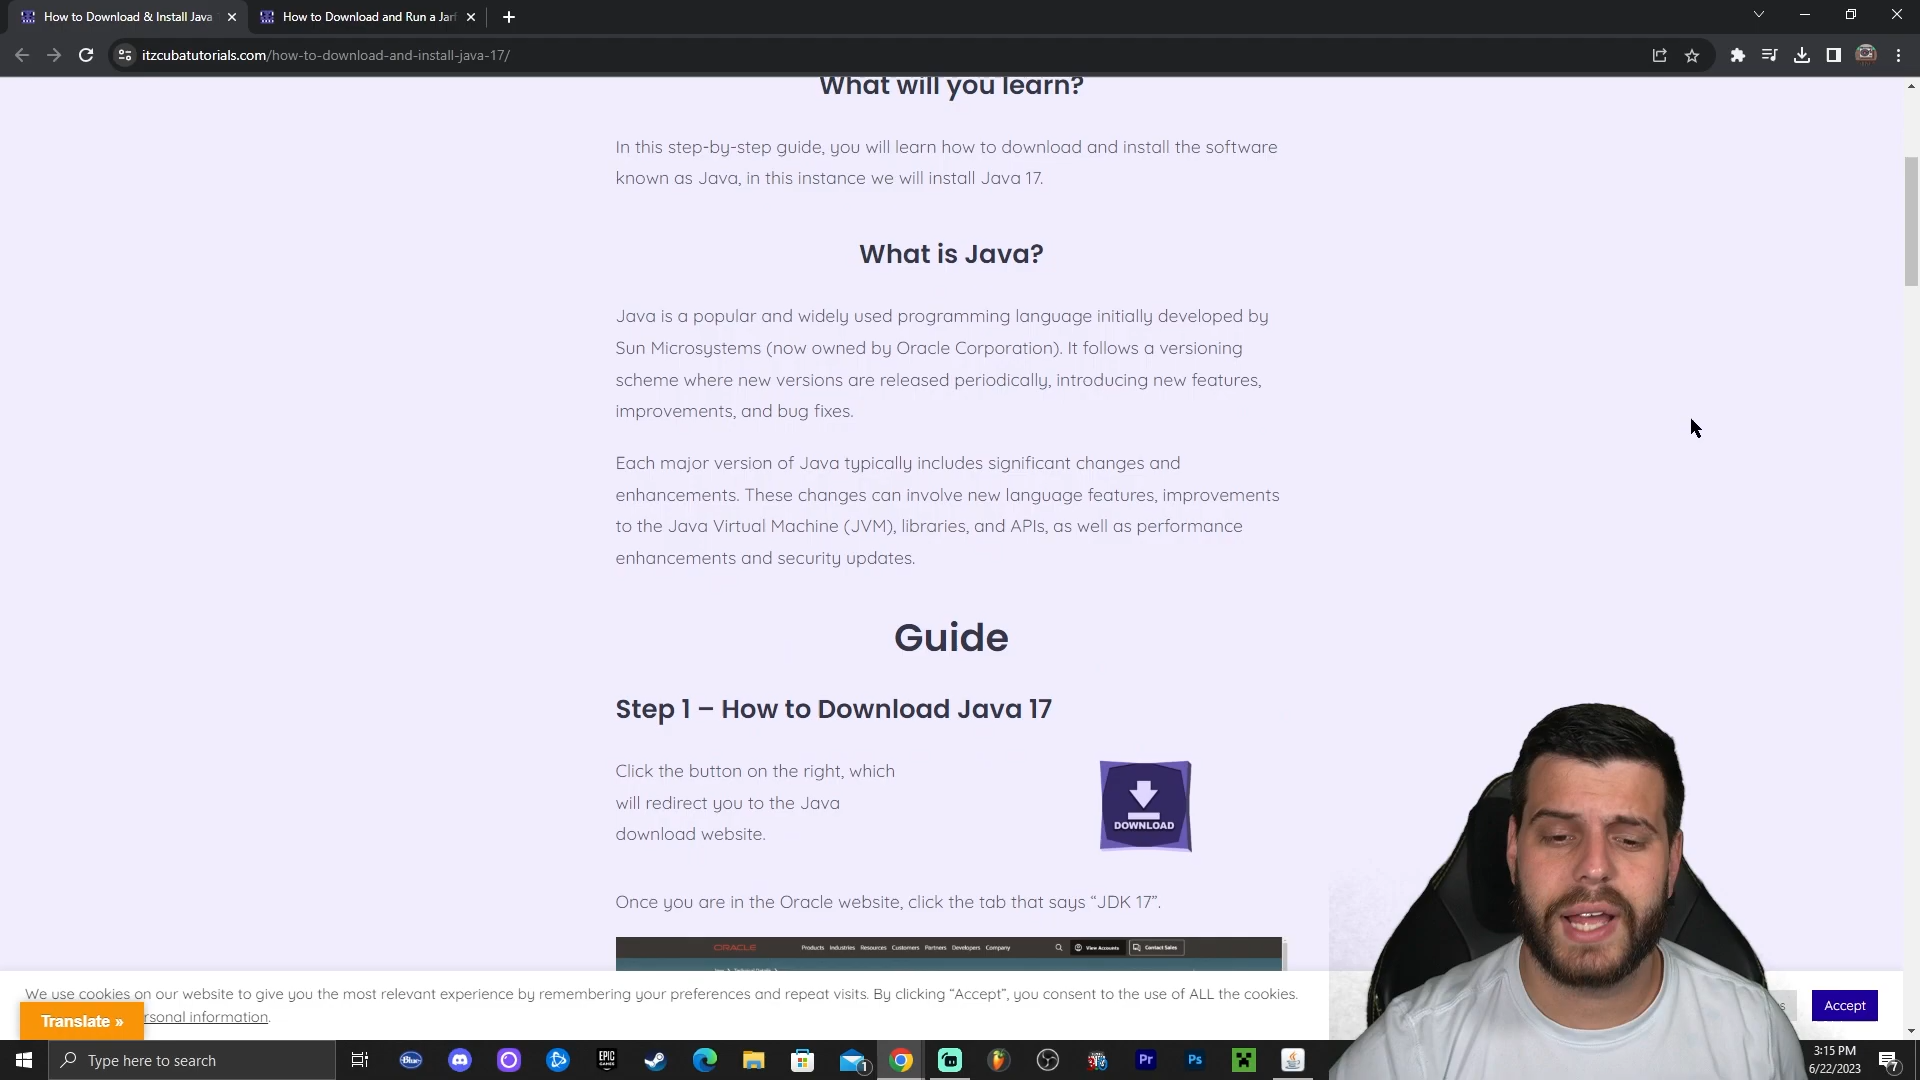 How to Download & Install Java
How to Download and Run a Jarf
itzcubatutorials.com/how-to-download-and-install-java-17/
What will you learn?
In this step-by-step guide, you will learn how to download and install the software
known as Java, in this instance we will install Java 17.
What is Java?
Java is a popular and widely used programming language initially developed by
Sun Microsystems (now owned by Oracle Corporation). It follows a versioning
scheme where new versions are released periodically, introducing new features,
improvements, and bug fixes.
Each major version of Java typically includes significant changes and
enhancements. These changes can involve new language features, improvements
to the Java Virtual Machine (JVM), libraries, and APIs, as well as performance
enhancements and security updates.
Guide
Step 1 – How to Download Java 17
Click the button on the right, which
will redirect you to the Java
download website.
DOWNLOAD
Once you are in the Oracle website, click the tab that says “JDK 17”.
ORACLE Products Industries Resources Customers Partners Developers Company View Accounts Contact Sales
We use cookies on our website to give you the most relevant experience by remembering your preferences and repeat visits. By clicking “Accept”, you consent to the use of ALL the cookies.
rsonal information.
Translate »
Accept
Type here to search
Blue
EPIC GAMES
1
Pr
Ps
3:15 PM
6/22/2023
7